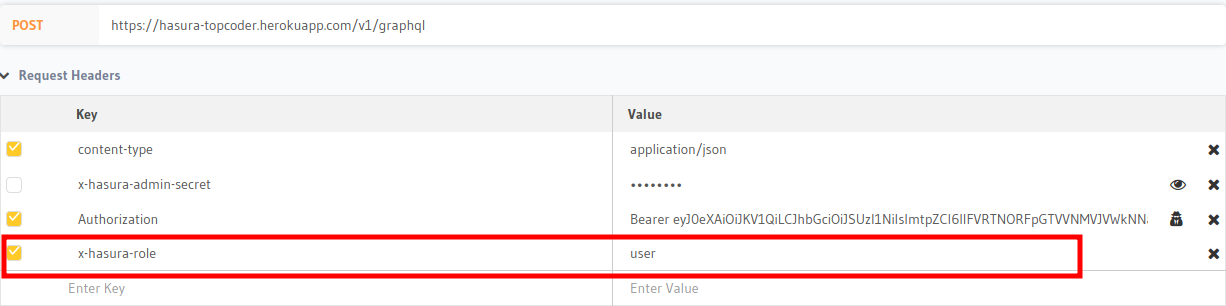 POST https://hasura-topcoder.herokuapp.com/v1/graphql
Request Headers
Key Value
content-type application/json
x-hasura-admin-secret ••••••••
Authorization Bearer
x-hasura-role user
Enter Key Enter Value